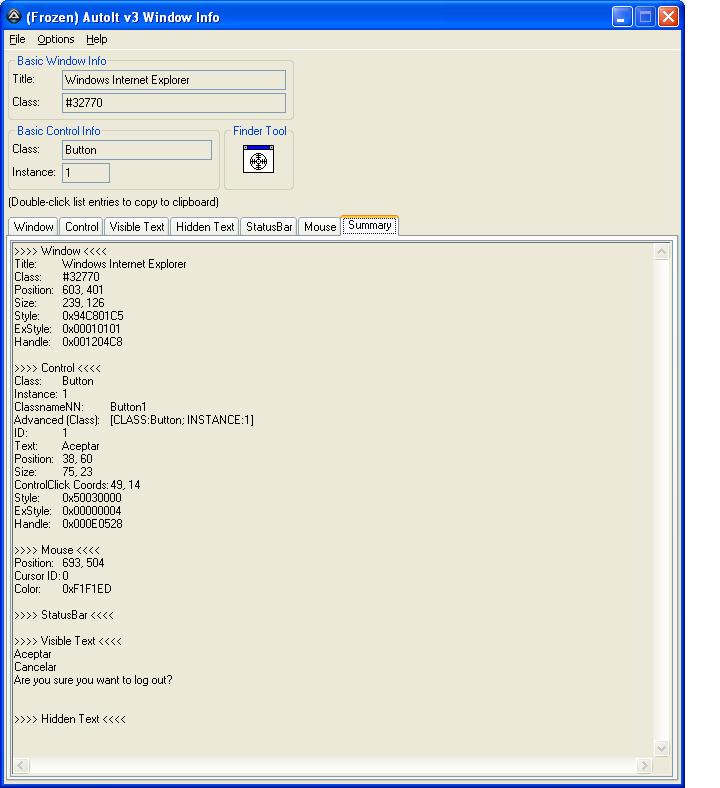 (Frozen) AutoIt v3 Window Info
File Options Help
Basic Window Info
Title: Windows Internet Explorer
Class: #32770
Basic Control Info
Finder Tool
Class: Button
Instance: 1
(Double-click list entries to copy to clipboard)
Window Control Visible Text Hidden Text StatusBar Mouse Summary
>>>> Window <<<<
Title: Windows Internet Explorer
Class: #32770
Position: 603, 401
Size: 239, 126
Style: 0x94C801C5
ExStyle: 0x00010101
Handle: 0x001204C8
>>>> Control <<<<
Class: Button
Instance: 1
ClassnameNN: Button1
Advanced (Class): [CLASS:Button; INSTANCE:1]
ID: 1
Text: Aceptar
Position: 38, 60
Size: 75, 23
ControlClick Coords: 49, 14
Style: 0x50030000
ExStyle: 0x00000004
Handle: 0x000E0528
>>>> Mouse <<<<
Position: 693, 504
Cursor ID: 0
Color: 0xF1F1ED
>>>> StatusBar <<<<
>>>> Visible Text <<<<
Aceptar
Cancelar
Are you sure you want to log out?
>>>> Hidden Text <<<<